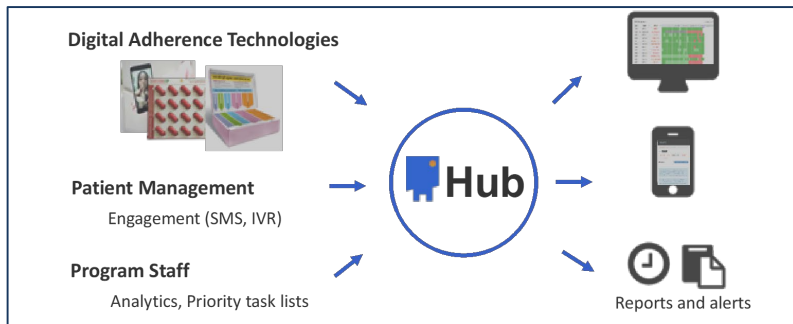 Digital Adherence Technologies
Patient Management
Engagement (SMS, IVR)
Program Staff
Analytics, Priority task lists
Hub
Reports and alerts